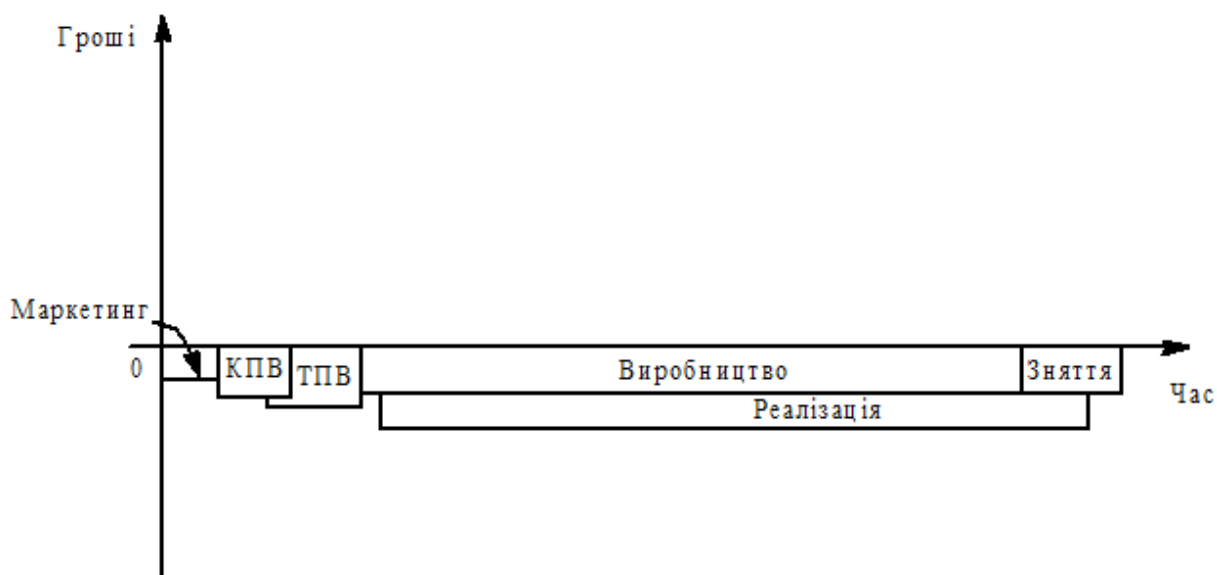 Гроші
Маркетинг
0
КПВ
ТПВ
Виробництво
Зняття
Реалізація
Час